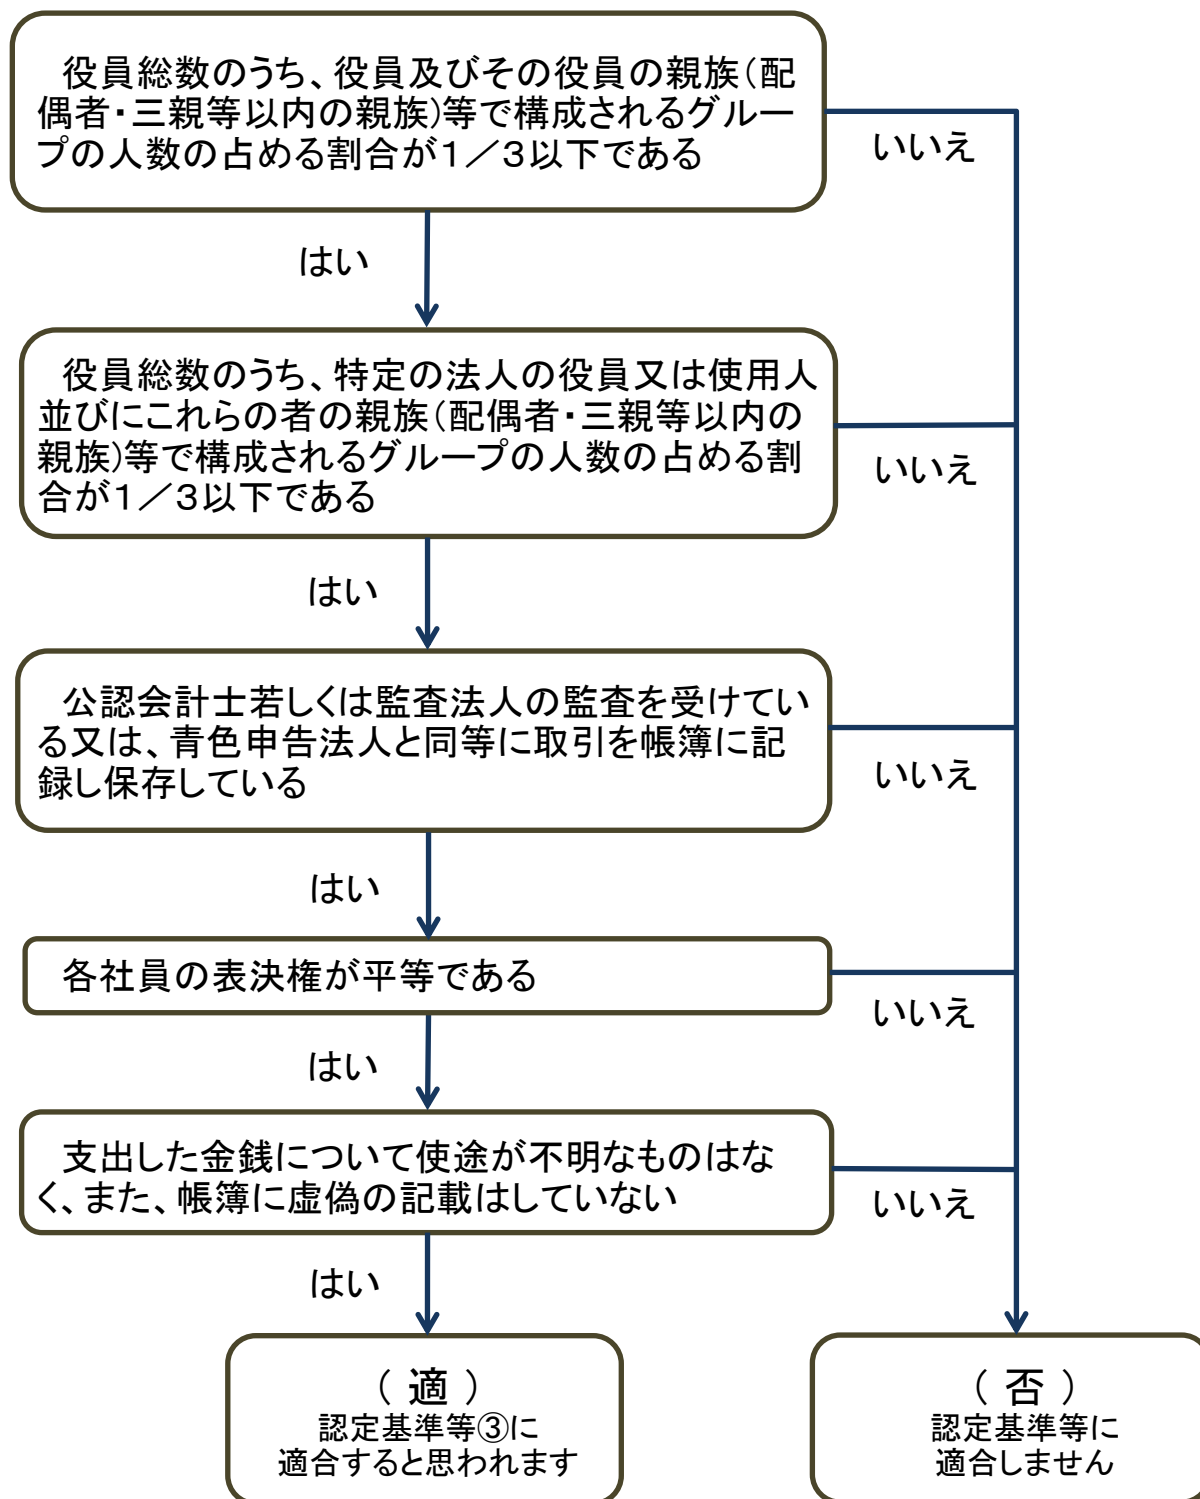 役員総数のうち、役員及びその役員の親族（配
偶者・三親等以内の親族）等で構成されるグルー
プの人数の占める割合が１／３以下である
いいえ
はい
役員総数のうち、特定の法人の役員又は使用人
並びにこれらの者の親族（配偶者・三親等以内の
親族）等で構成されるグループの人数の占める割
合が１／３以下である
いいえ
はい
公認会計士若しくは監査法人の監査を受けてい
る又は、青色申告法人と同等に取引を帳簿に記
録し保存している
いいえ
はい
各社員の表決権が平等である
いいえ
はい
支出した金銭について使途が不明なものはな
く、また、帳簿に虚偽の記載はしていない
いいえ
はい
（ 適 ）
認定基準等③に
適合すると思われます
（ 否 ）
認定基準等に
適合しません